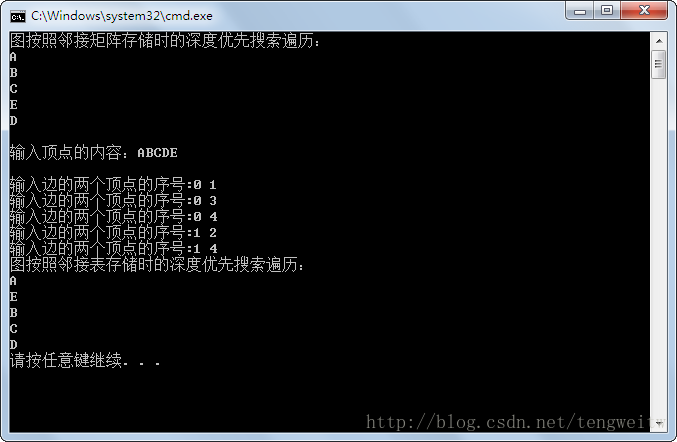 C:\Windows\system32\cmd.exe
图按照邻接矩阵存储时的深度优先搜索遍历:
A
B
C
E
D
输入顶点的内容: ABCDE
输入边的两个顶点的序号:0 1
输入边的两个顶点的序号:0 3
输入边的两个顶点的序号:0 4
输入边的两个顶点的序号:1 2
输入边的两个顶点的序号:1 4
图按照邻接表存储时的深度优先搜索遍历:
A
E
B
C
D
请按任意键继续. . .